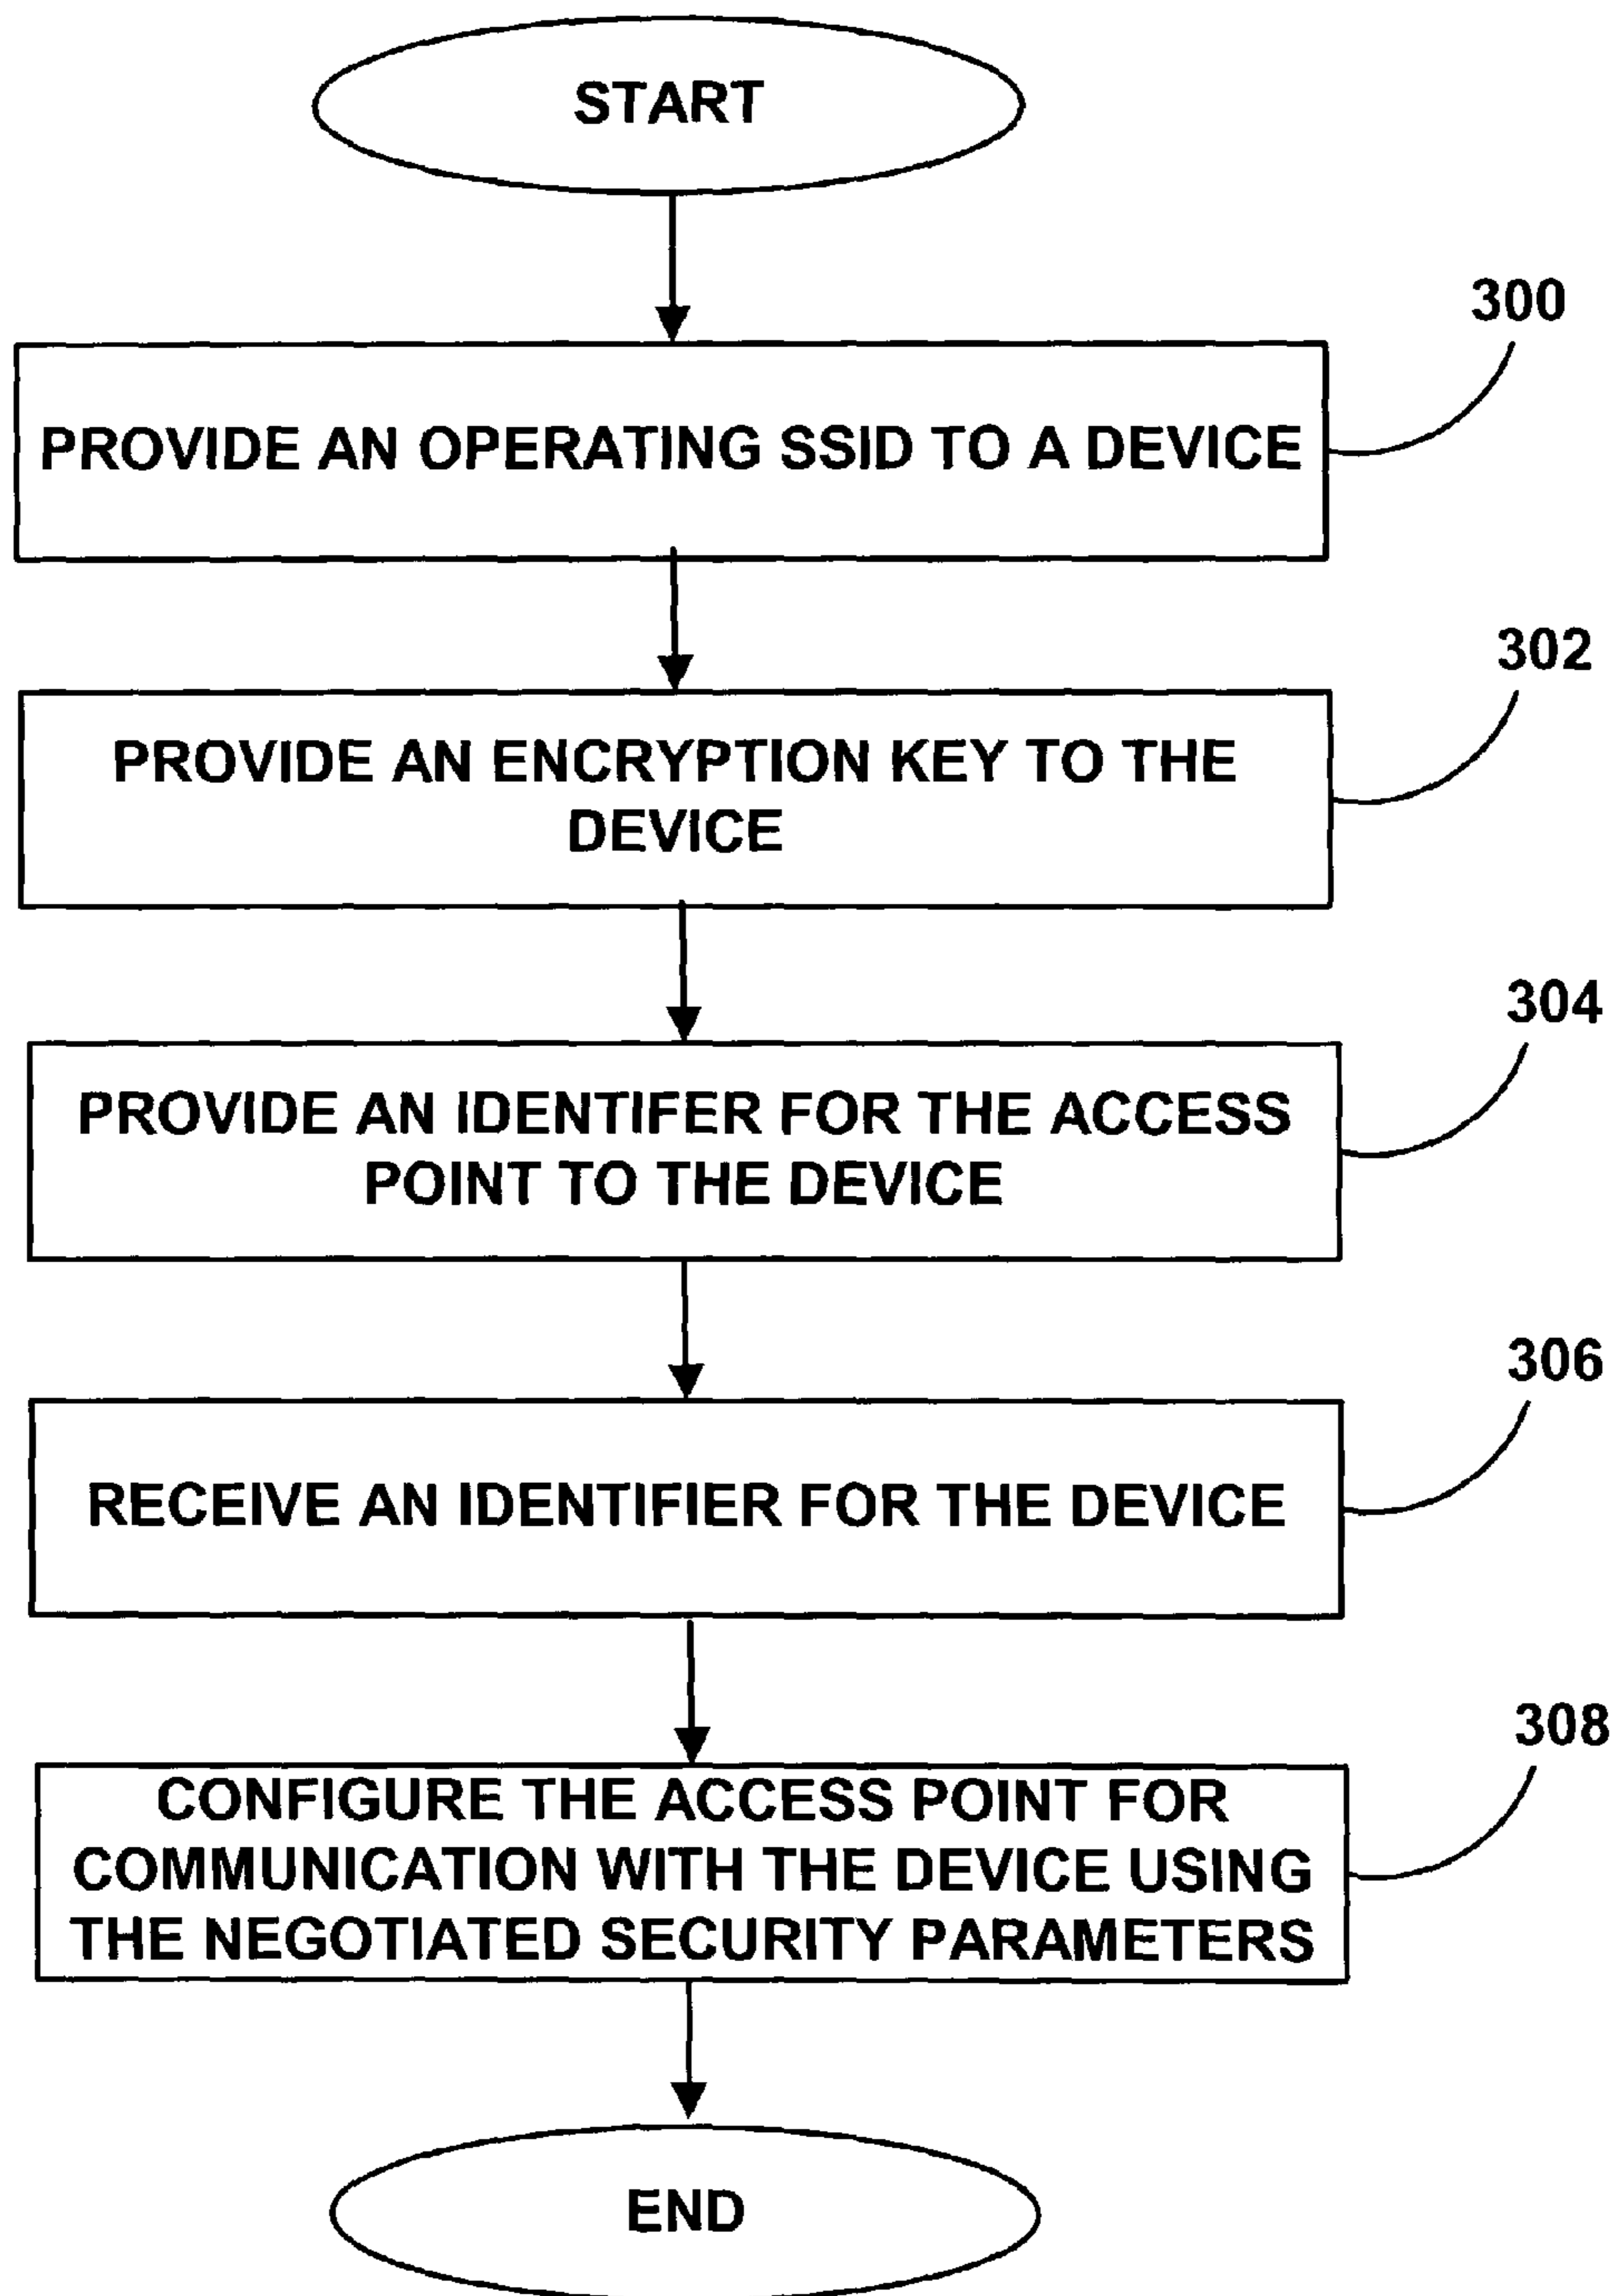 START
300
PROVIDE AN OPERATING SSID TO A DEVICE
302
PROVIDE AN ENCRYPTION KEY TO THE
DEVICE
304
PROVIDE AN IDENTIFER FOR THE ACCESS
POINT TO THE DEVICE
306
RECEIVE AN IDENTIFIER FOR THE DEVICE
308
CONFIGURE THE ACCESS POINT FOR
COMMUNICATION WITH THE DEVICE USING
THE NEGOTIATED SECURITY PARAMETERS
END